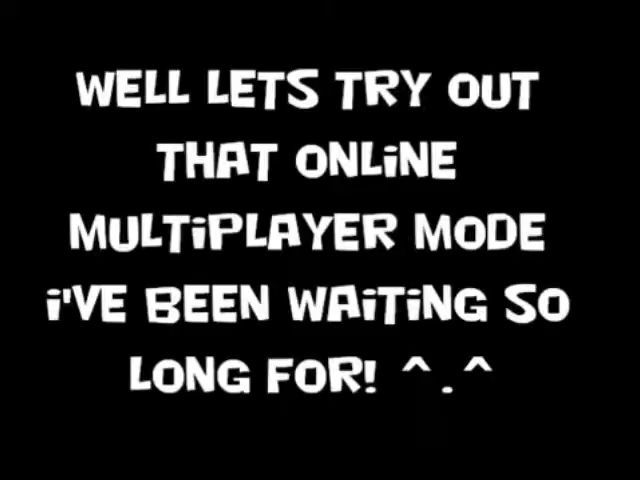 WELL LETS TRY OUT
THAT ONLiNE
MULTiPLAYER MODE
i'VE BEEN WAiTiNG SO
LONG FOR! ^.^